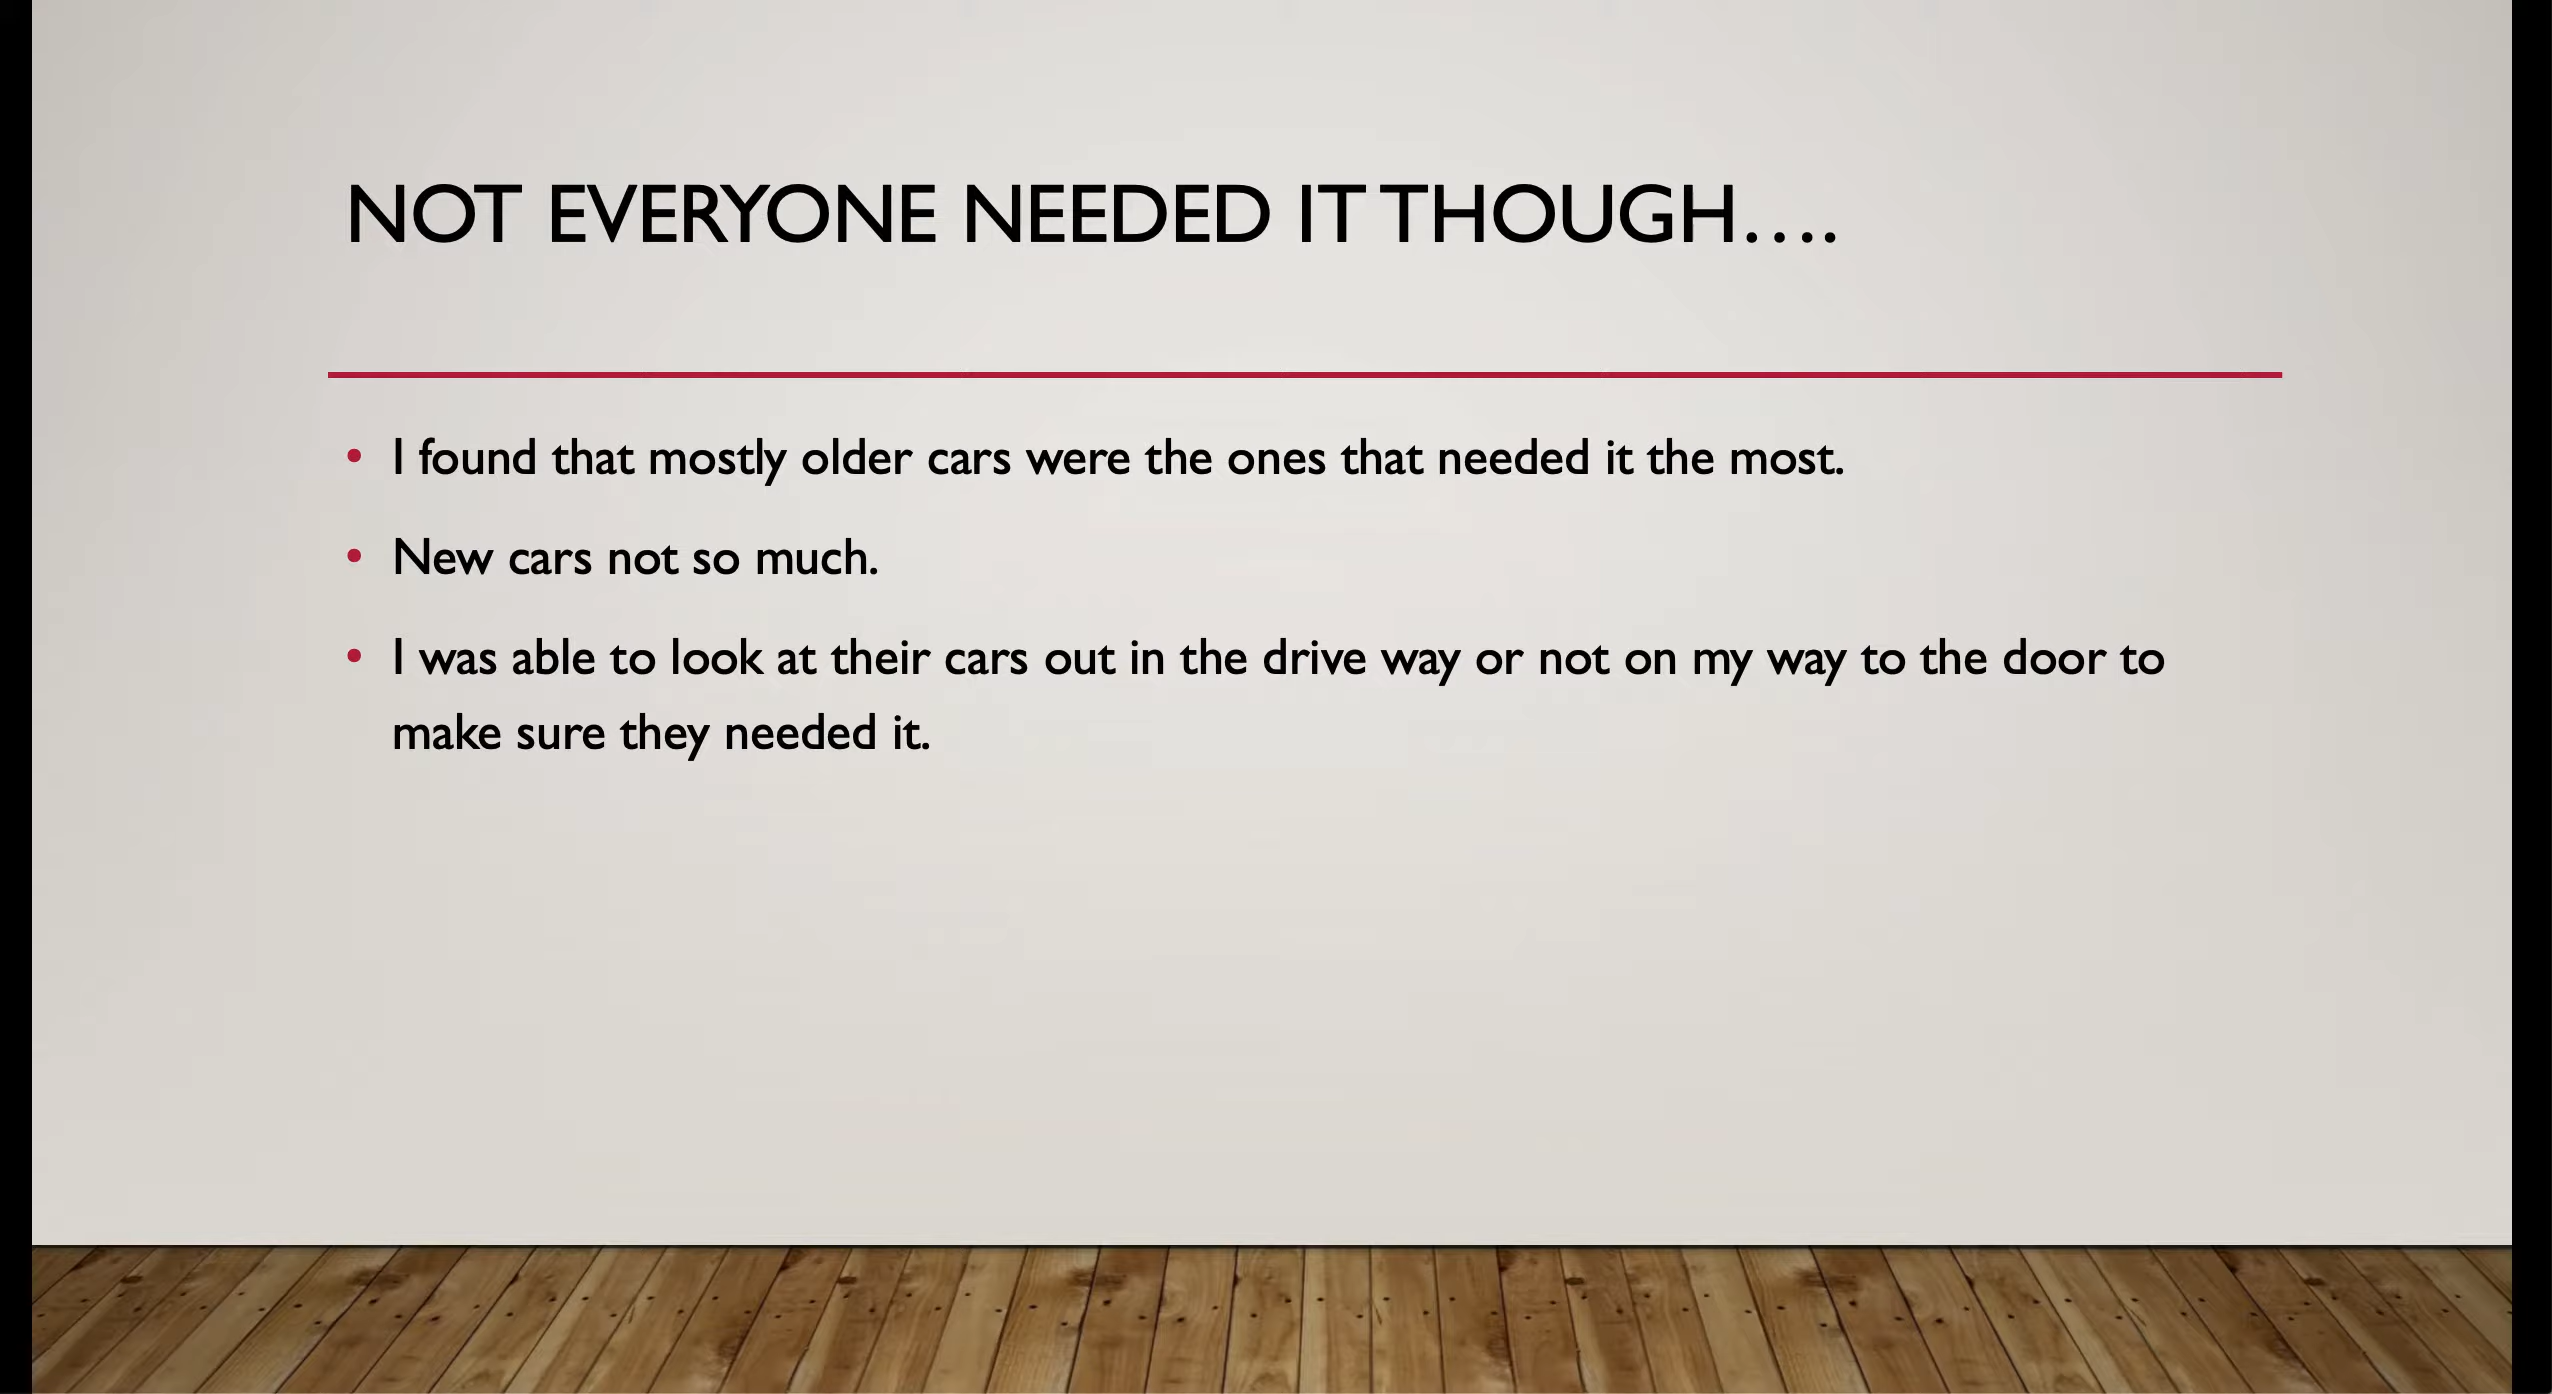 NOT EVERYONE NEEDED IT THOUGH….
• I found that mostly older cars were the ones that needed it the most.
• New cars not so much.
• I was able to look at their cars out in the drive way or not on my way to the door to
make sure they needed it.